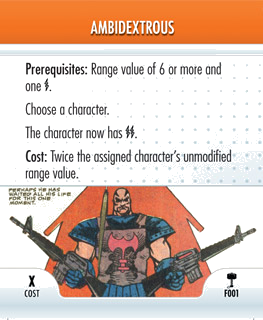 AMBIDEXTROUS
Prerequisites: Range value of 6 or more and
one .
Choose a character.
The character now has .
Cost: Twice the assigned character's unmodified
range value.
PERHAPS HE HAS
WAITED ALL HIS LIFE
FOR THIS ONE
MOMENT.
X
COST
F001